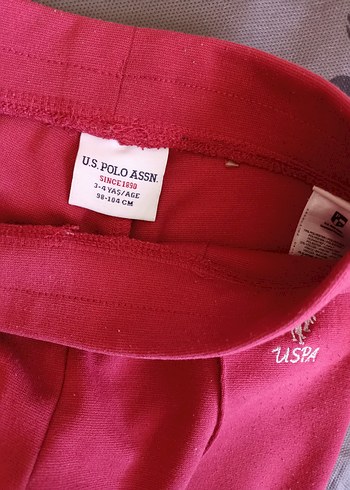 U.S. POLO ASSN.
SINCE 1890
3-4 YAŞ/AGE
98-104 CM
USPA